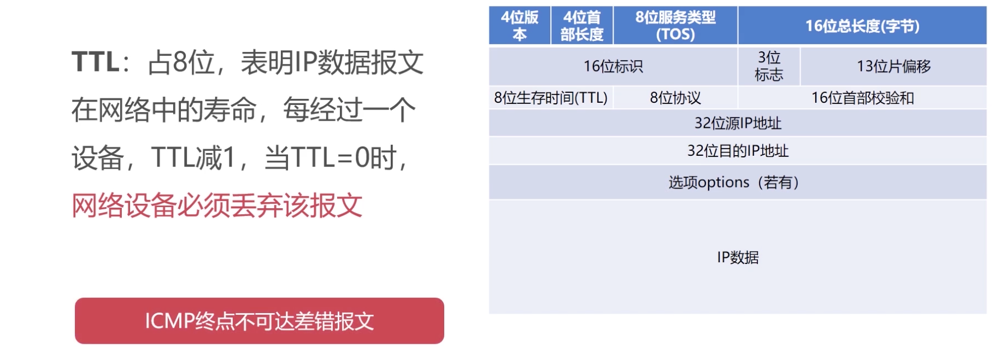 TTL：占8位，表明IP数据报文
在网络中的寿命，每经过一个
设备，TTL减1，当TTL=0时，
网络设备必须丢弃该报文
ICMP终点不可达差错报文
4位版
本
4位首
部长度
8位服务类型
(TOS)
16位总长度(字节)
16位标识
3位
标志
13位片偏移
8位生存时间(TTL)
8位协议
16位首部校验和
32位源IP地址
32位目的IP地址
选项options（若有）
IP数据